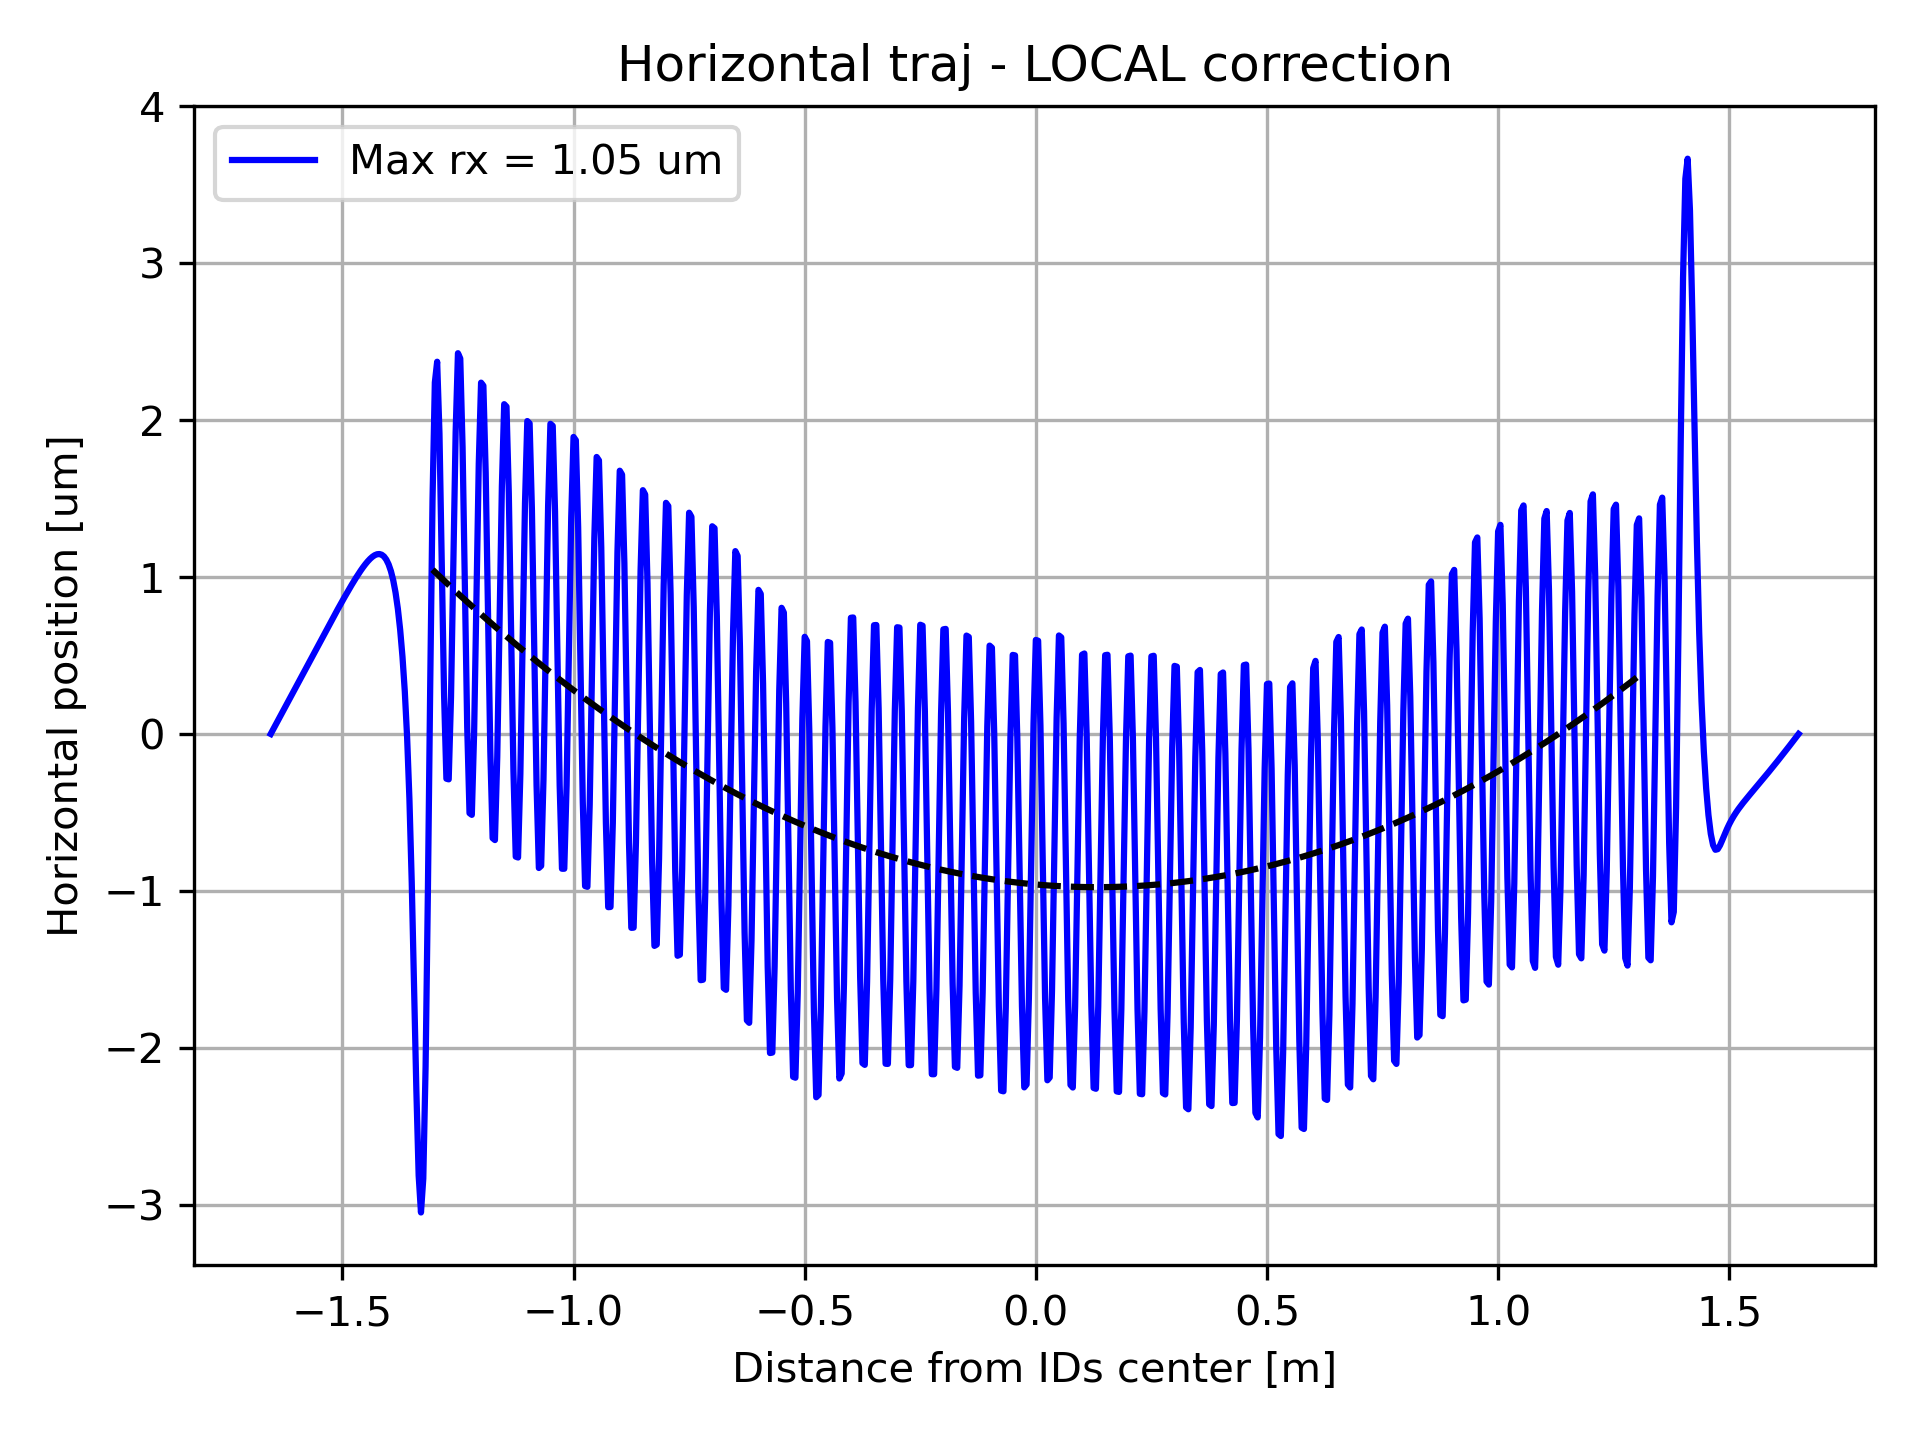 Horizontal traj - LOCAL correction
Max rx = 1.05 um
Horizontal position [um]
4
3
2
1
0
−1
−2
−3
−1.5 −1.0 −0.5 0.0 0.5 1.0 1.5
Distance from IDs center [m]